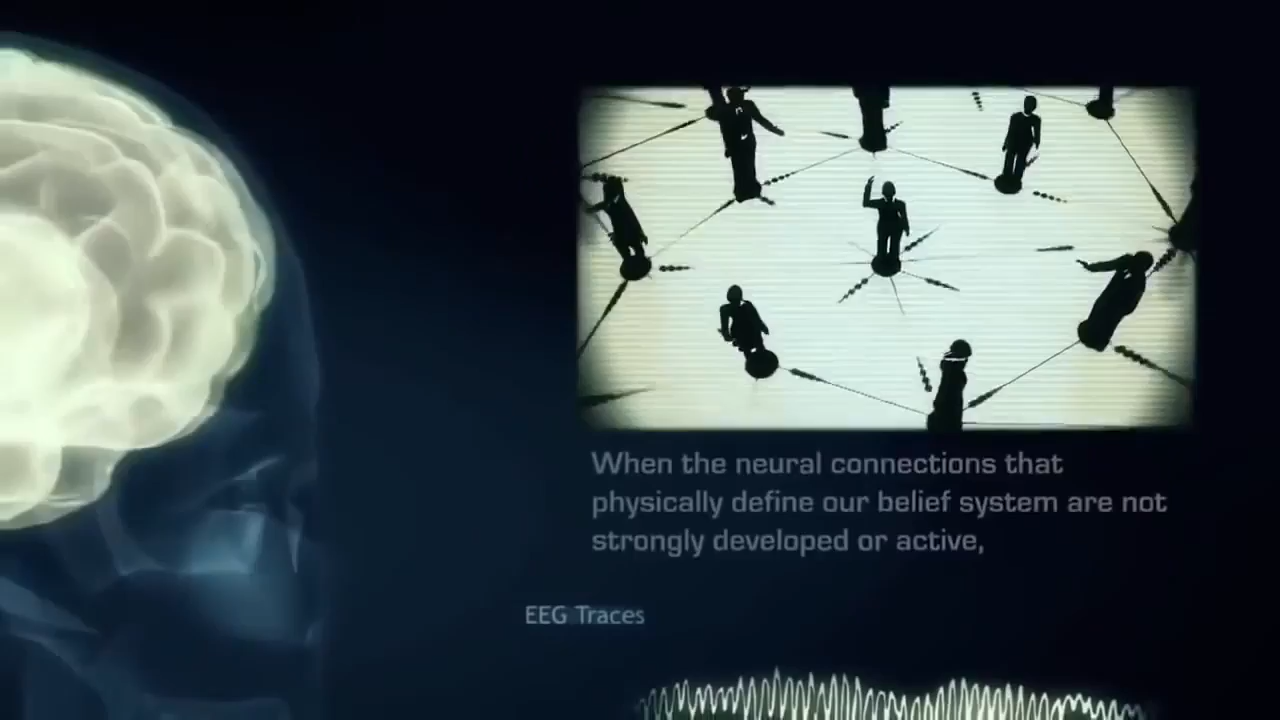 When the neural connections that
physically define our belief system are not
strongly developed or active,
EEG Traces